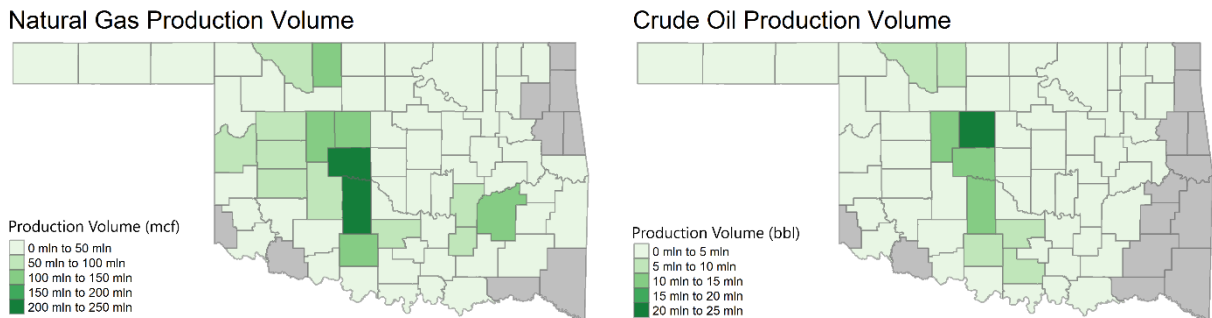 Natural Gas Production Volume
Production Volume (mcf)
0 mln to 50 mln
50 mln to 100 mln
100 mln to 150 mln
150 mln to 200 mln
200 mln to 250 mln
Crude Oil Production Volume
Production Volume (bbl)
0 mln to 5 mln
5 mln to 10 mln
10 mln to 15 mln
15 mln to 20 mln
20 mln to 25 mln